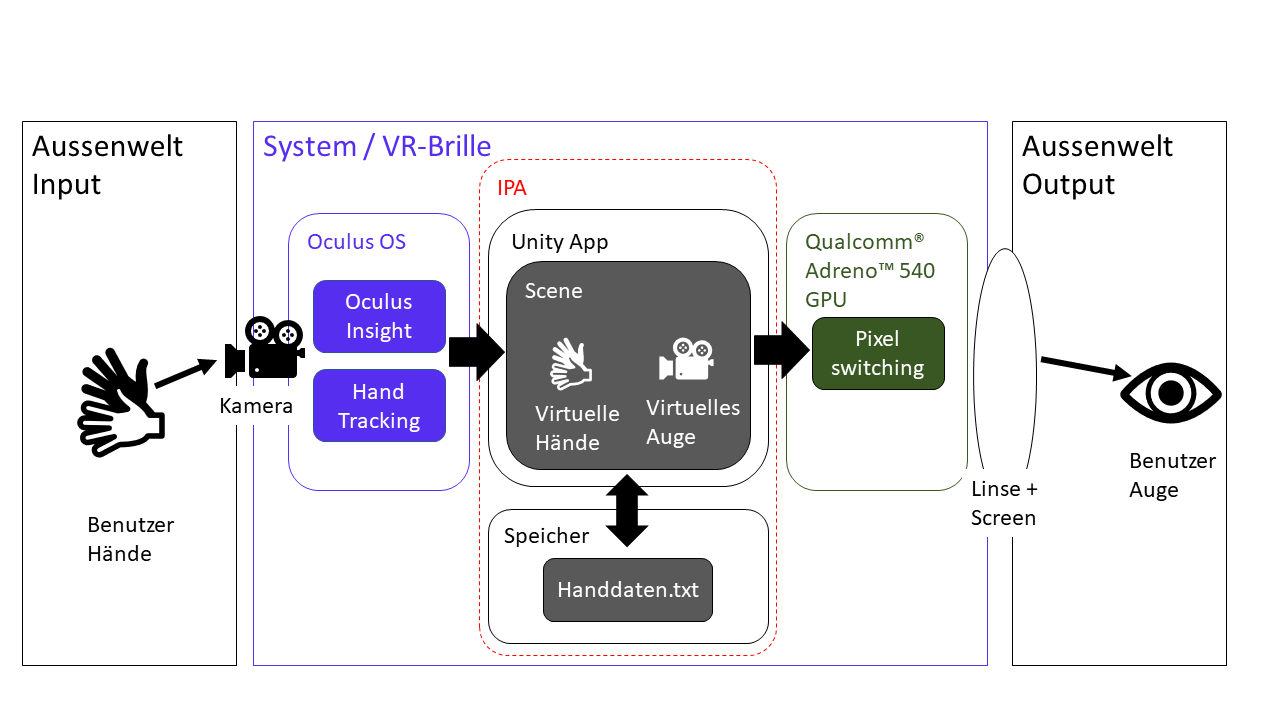 Aussenwelt
Input
Benutzer
Hände
Kamera
System / VR-Brille
Oculus OS
Oculus
Insight
Hand
Tracking
IPA
Unity App
Scene
Virtuelle
Hände
Virtuelles
Auge
Speicher
Handdaten.txt
Qualcomm®
Adreno™ 540
GPU
Pixel
switching
Linse +
Screen
Aussenwelt
Output
Benutzer
Auge